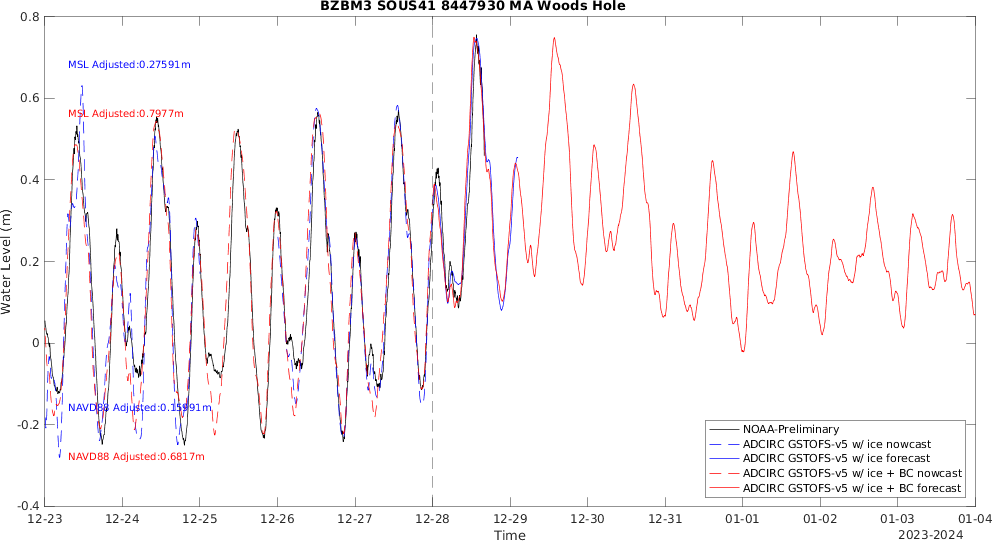 BZBM3 SOUS41 8447930 MA Woods Hole
0.8
0.6
0.4
0.2
0
-0.2
-0.4
Water Level (m)
MSL Adjusted:0.27591m
MSL Adjusted:0.7977m
NAVD88 Adjusted:0.15991m
NAVD88 Adjusted:0.6817m
NOAA-Preliminary
ADCIRC GSTOFS-v5 w/ ice nowcast
ADCIRC GSTOFS-v5 w/ ice forecast
ADCIRC GSTOFS-v5 w/ ice + BC nowcast
ADCIRC GSTOFS-v5 w/ ice + BC forecast
12-23 12-24 12-25 12-26 12-27 12-28 12-29 12-30 12-31 01-01 01-02 01-03 01-04
Time
2023-2024